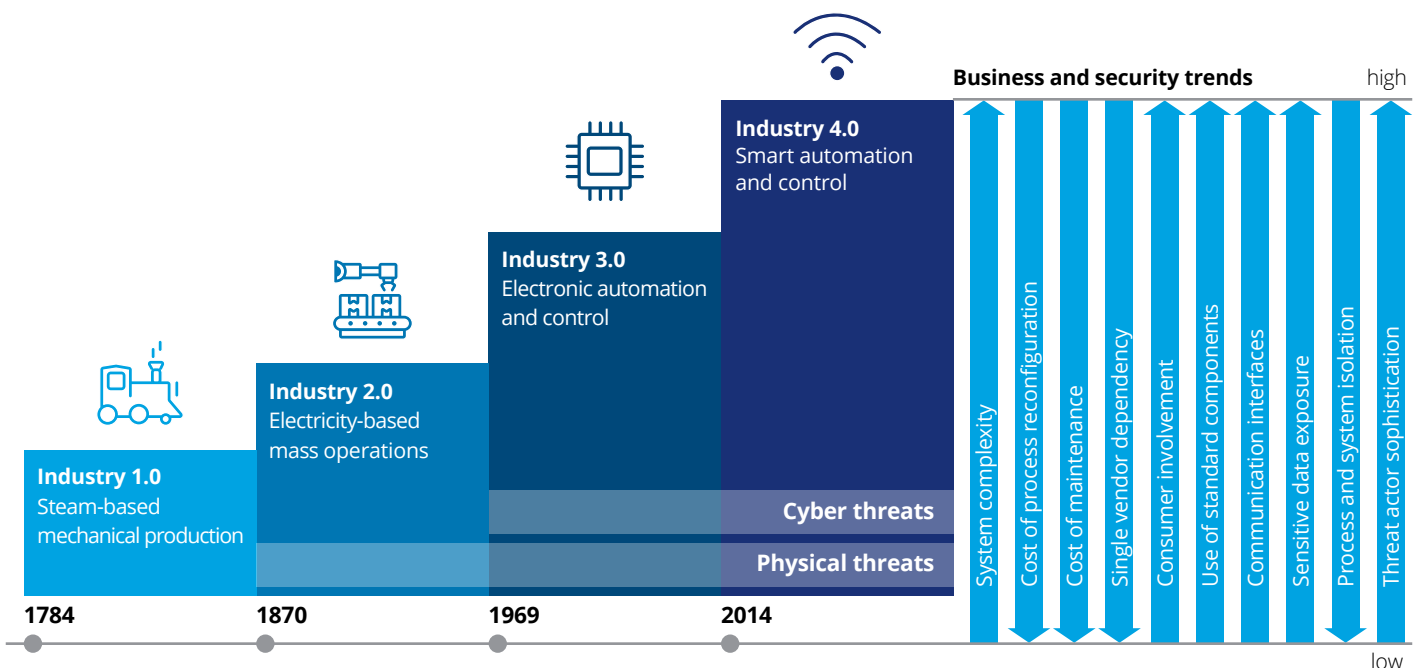 Business and security trends
high
Industry 4.0
Smart automation
and control
Industry 3.0
Electronic automation
and control
Industry 2.0
Electricity-based
mass operations
Industry 1.0
Steam-based
mechanical production
Cyber threats
Physical threats
1784
1870
1969
2014
System complexity
Cost of process reconfiguration
Cost of maintenance
Single vendor dependency
Consumer involvement
Use of standard components
Communication interfaces
Sensitive data exposure
Process and system isolation
Threat actor sophistication
low